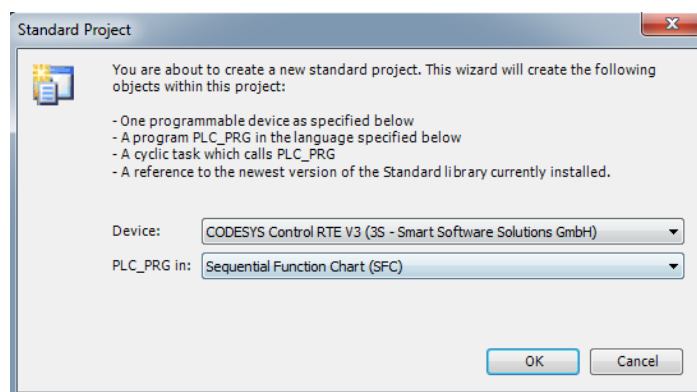 Standard Project
You are about to create a new standard project. This wizard will create the following
objects within this project:
- One programmable device as specified below
- A program PLC_PRG in the language specified below
- A cyclic task which calls PLC_PRG
- A reference to the newest version of the Standard library currently installed.
Device: CODESYS Control RTE V3 (3S - Smart Software Solutions GmbH)
PLC_PRG in: Sequential Function Chart (SFC)
OK Cancel